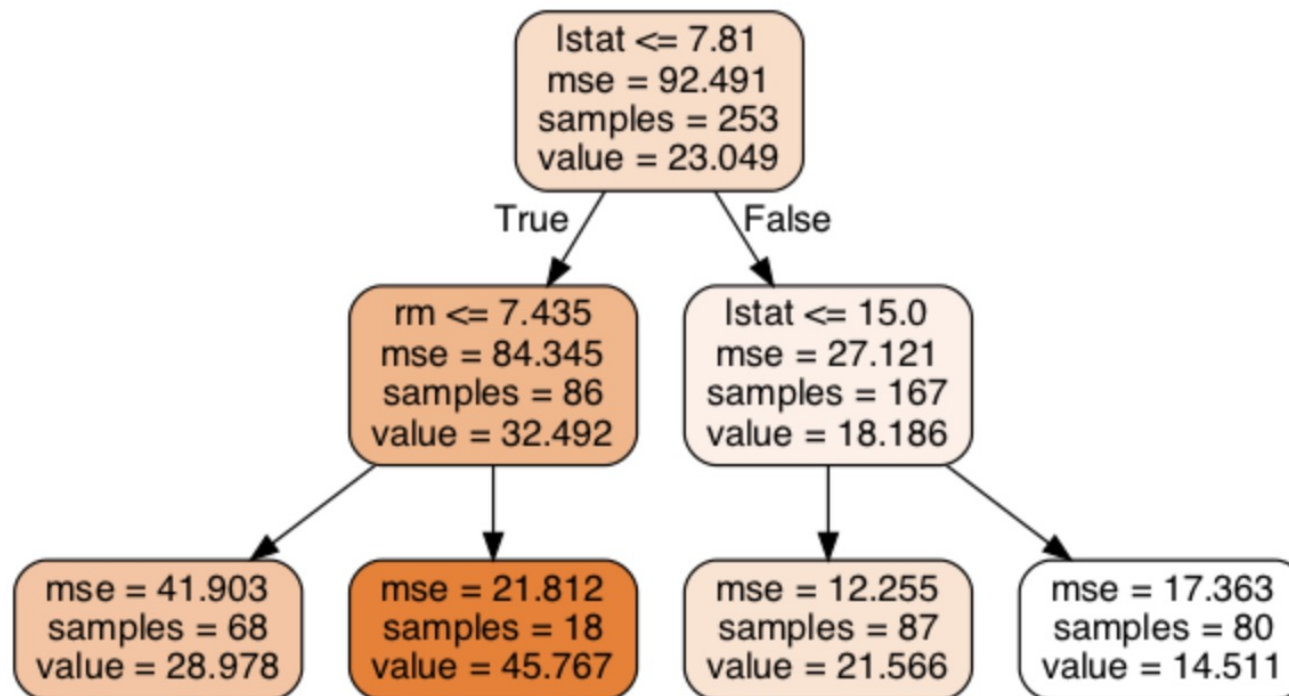 lstat <= 7.81
mse = 92.491
samples = 253
value = 23.049
True
False
rm <= 7.435
mse = 84.345
samples = 86
value = 32.492
lstat <= 15.0
mse = 27.121
samples = 167
value = 18.186
mse = 41.903
samples = 68
value = 28.978
mse = 21.812
samples = 18
value = 45.767
mse = 12.255
samples = 87
value = 21.566
mse = 17.363
samples = 80
value = 14.511